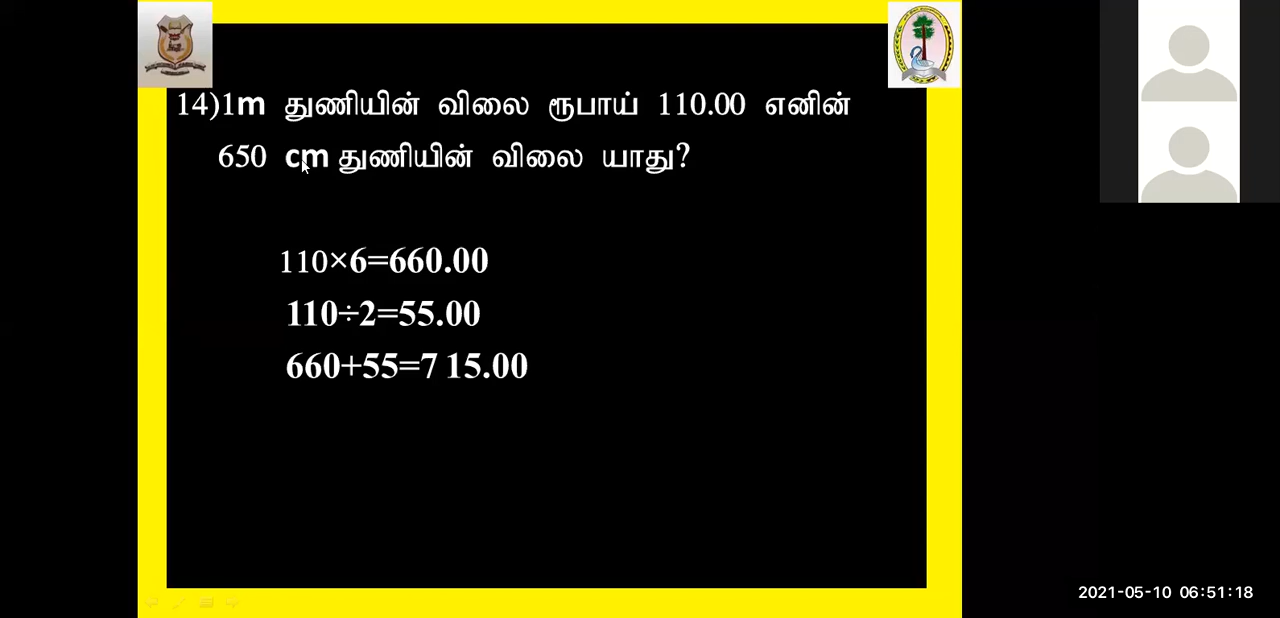 14)1m துணியின் விலை ரூபாய் 110.00 எனின்
650 cm துணியின் விலை யாது?
110×6=660.00
110÷2=55.00
660+55=7 15.00
2021-05-10 06:51:18